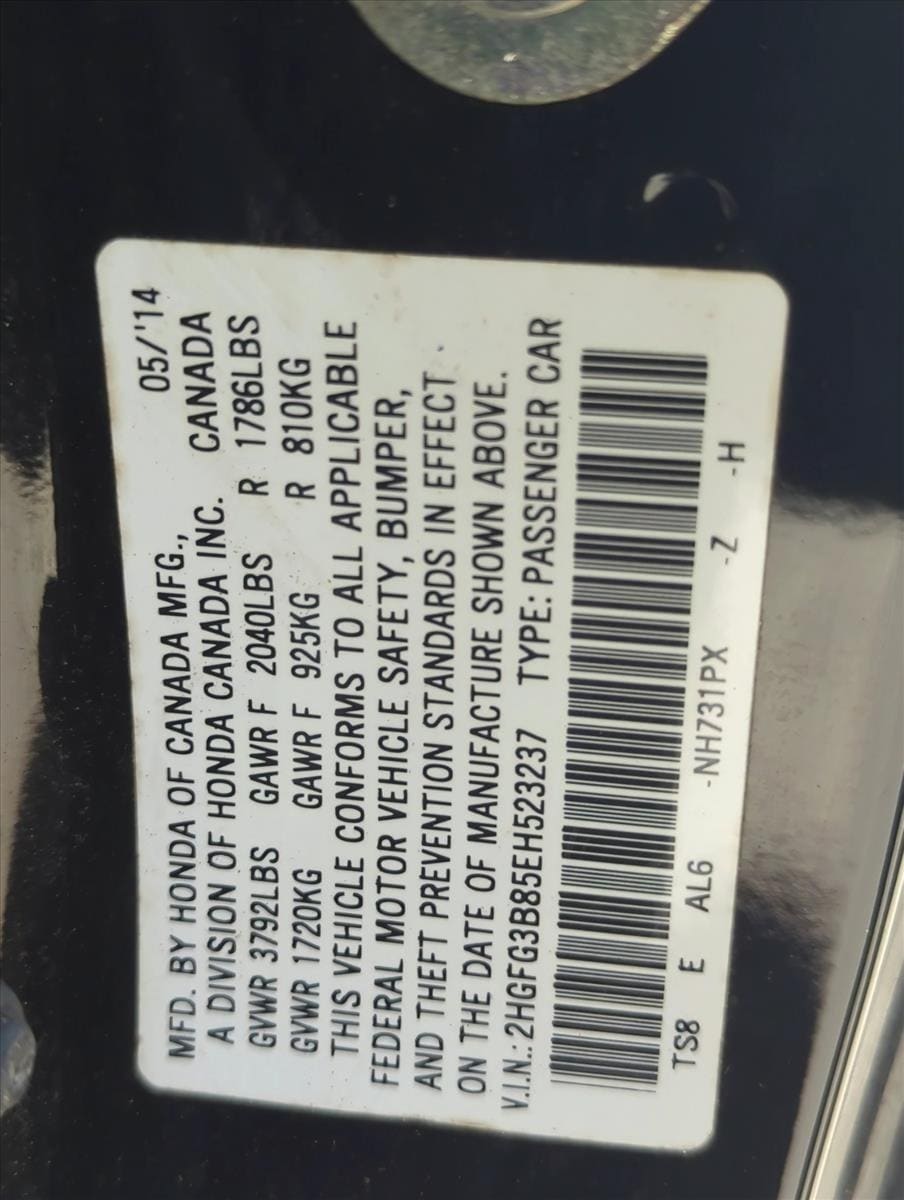 05/'14
MFD. BY HONDA OF CANADA MFG.,
A DIVISION OF HONDA CANADA INC. CANADA
GVWR 3792LBS GAWR F 2040LBS R 1786LBS
GVWR 1720KG GAWR F 925KG R 810KG
THIS VEHICLE CONFORMS TO ALL APPLICABLE
FEDERAL MOTOR VEHICLE SAFETY, BUMPER,
AND THEFT PREVENTION STANDARDS IN EFFECT
ON THE DATE OF MANUFACTURE SHOWN ABOVE.
V.I.N.: 2HGFG3B85EH523237 TYPE: PASSENGER CAR
TS8 E AL6 -NH731PX -Z -H